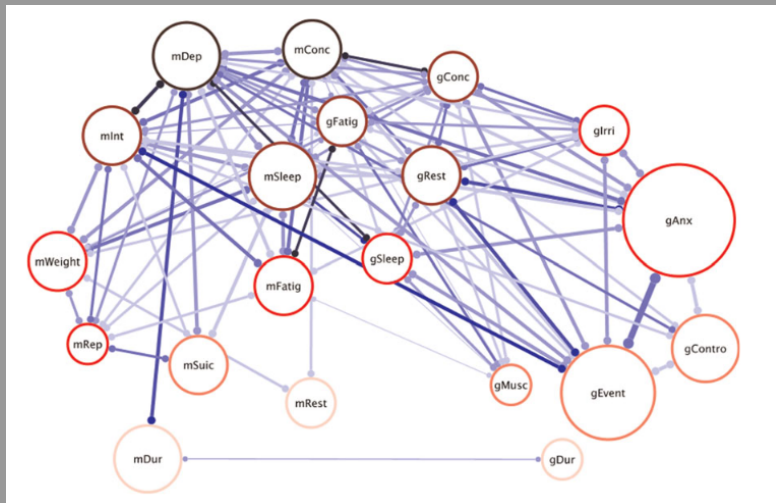 mDep
mConc
gConc
mInt
gFatig
gIrri
mSleep
gRest
gAnx
mWeight
gSleep
mFatig
mRep
mSuic
gContro
gMusc
gEvent
mRest
mDur
gDur